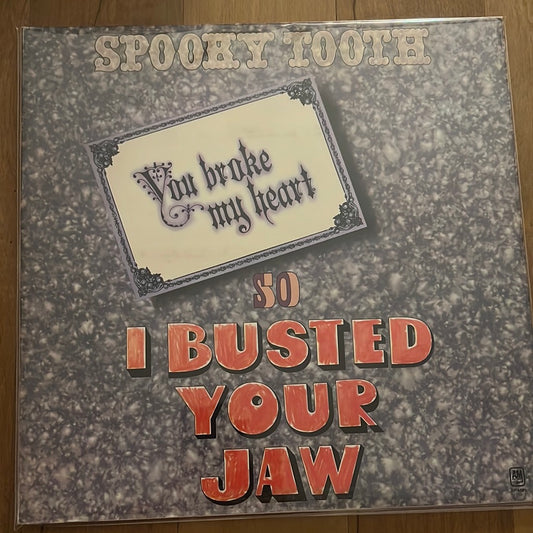 SPOOKY TOOTH
You broke
my heart
SO
I BUSTED
YOUR
JAW